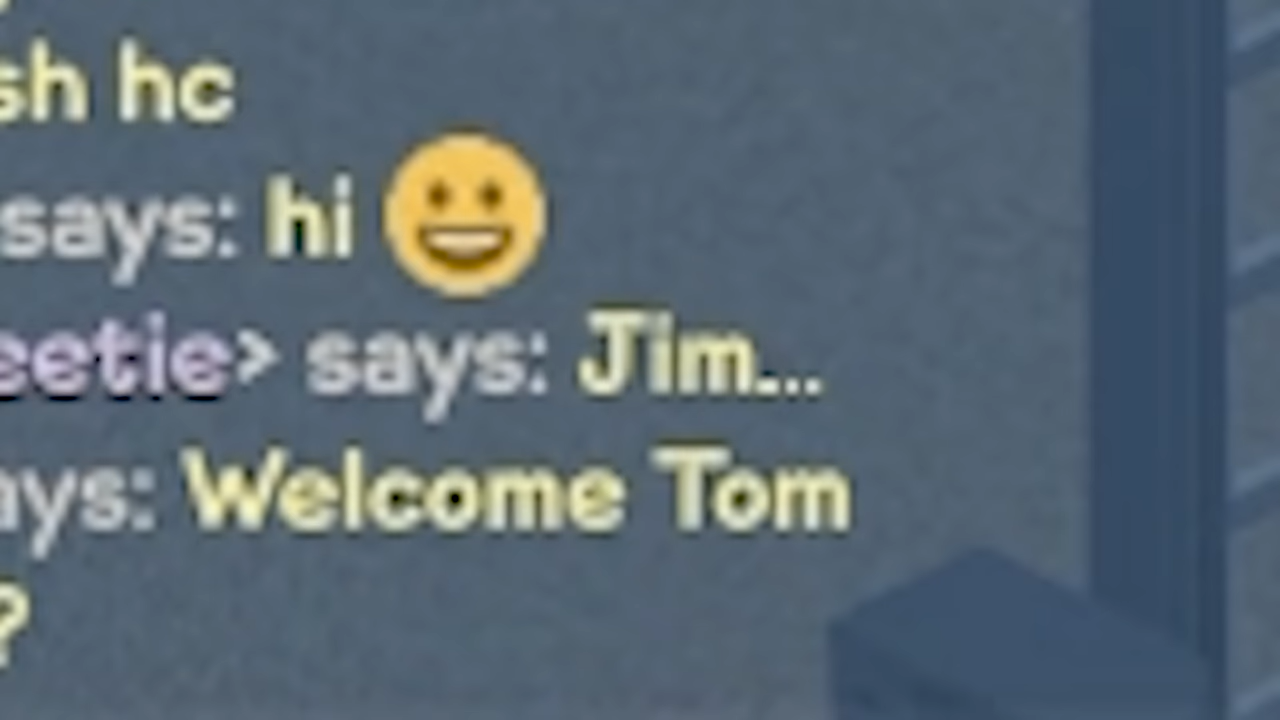 sh hc
says: hi 😀
eetie> says: Jim...
ays: Welcome Tom
?